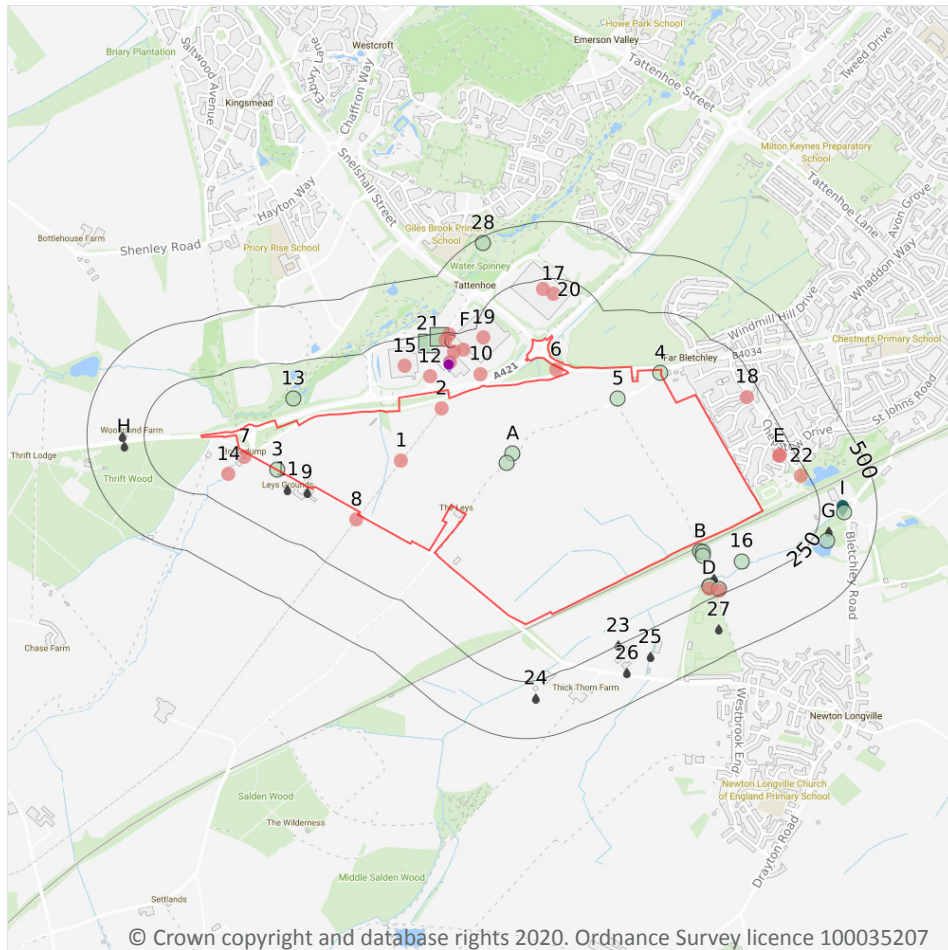 Howe Park School
Emerson Valley
Tweed Drive
Westcroft
Briary Plantation
Saltwood Avenue
Exbury Lane
Chaffron Way
Kingsmead
Tattenhoe Street
Milton Keynes Preparatory
School
Snelshall Street
Tattenhoe Lane
Avon Grove
Hayton Way
Whaddon Way
28
Giles Brook Primary
School
Bottlehouse Farm
Shenley Road
Priory Rise School
Water Spinney
Tattenhoe
17
20
Windmill Hill Drive
21
F
19
Chestnuts Primary School
B4034
15
12
10
6
Far Bletchley
4
A421
13
2
5
18
St Johns Road
H
Woodland Farm
A
E
Thrift Lodge
7
1
22
500
Thrift Wood
14
3
11
9
Leys Grounds
8
The Leys
I
G
B
16
250
Bletchley Road
D
27
Chase Farm
23
25
26
24
Thick Thorn Farm
Westbrook End
Newton Longville
Newton Longville Church
of England Primary School
Salden Wood
The Wilderness
Drayton Road
Middle Salden Wood
Settlands
© Crown copyright and database rights 2020. Ordnance Survey licence 100035207